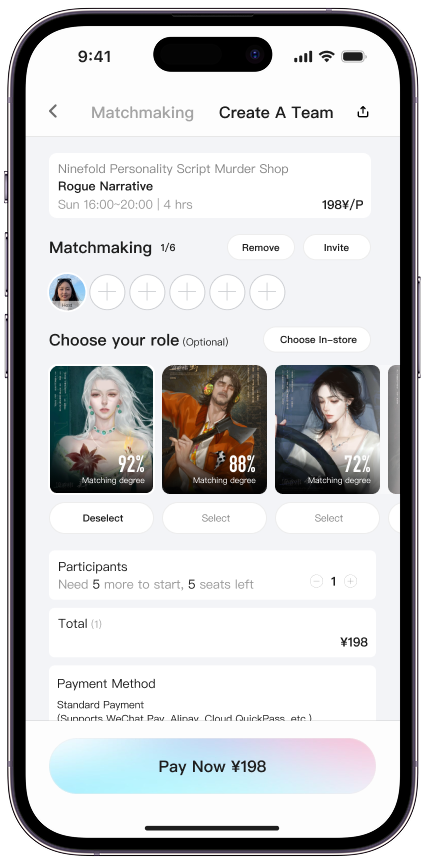 9:41
Matchmaking Create A Team
Ninefold Personality Script Murder Shop
Rogue Narrative
Sun 16:00~20:00 | 4 hrs 198¥/P
Matchmaking 1/6 Remove Invite
Host
Choose your role (Optional) Choose In-store
92% 88% 72%
Matching degree Matching degree Matching degree
Deselect Select Select
Participants
Need 5 more to start, 5 seats left 1
Total (1)
¥198
Payment Method
Standard Payment
(Supports WeChat Pay, Alipay, Cloud QuickPass, etc.)
Pay Now ¥198